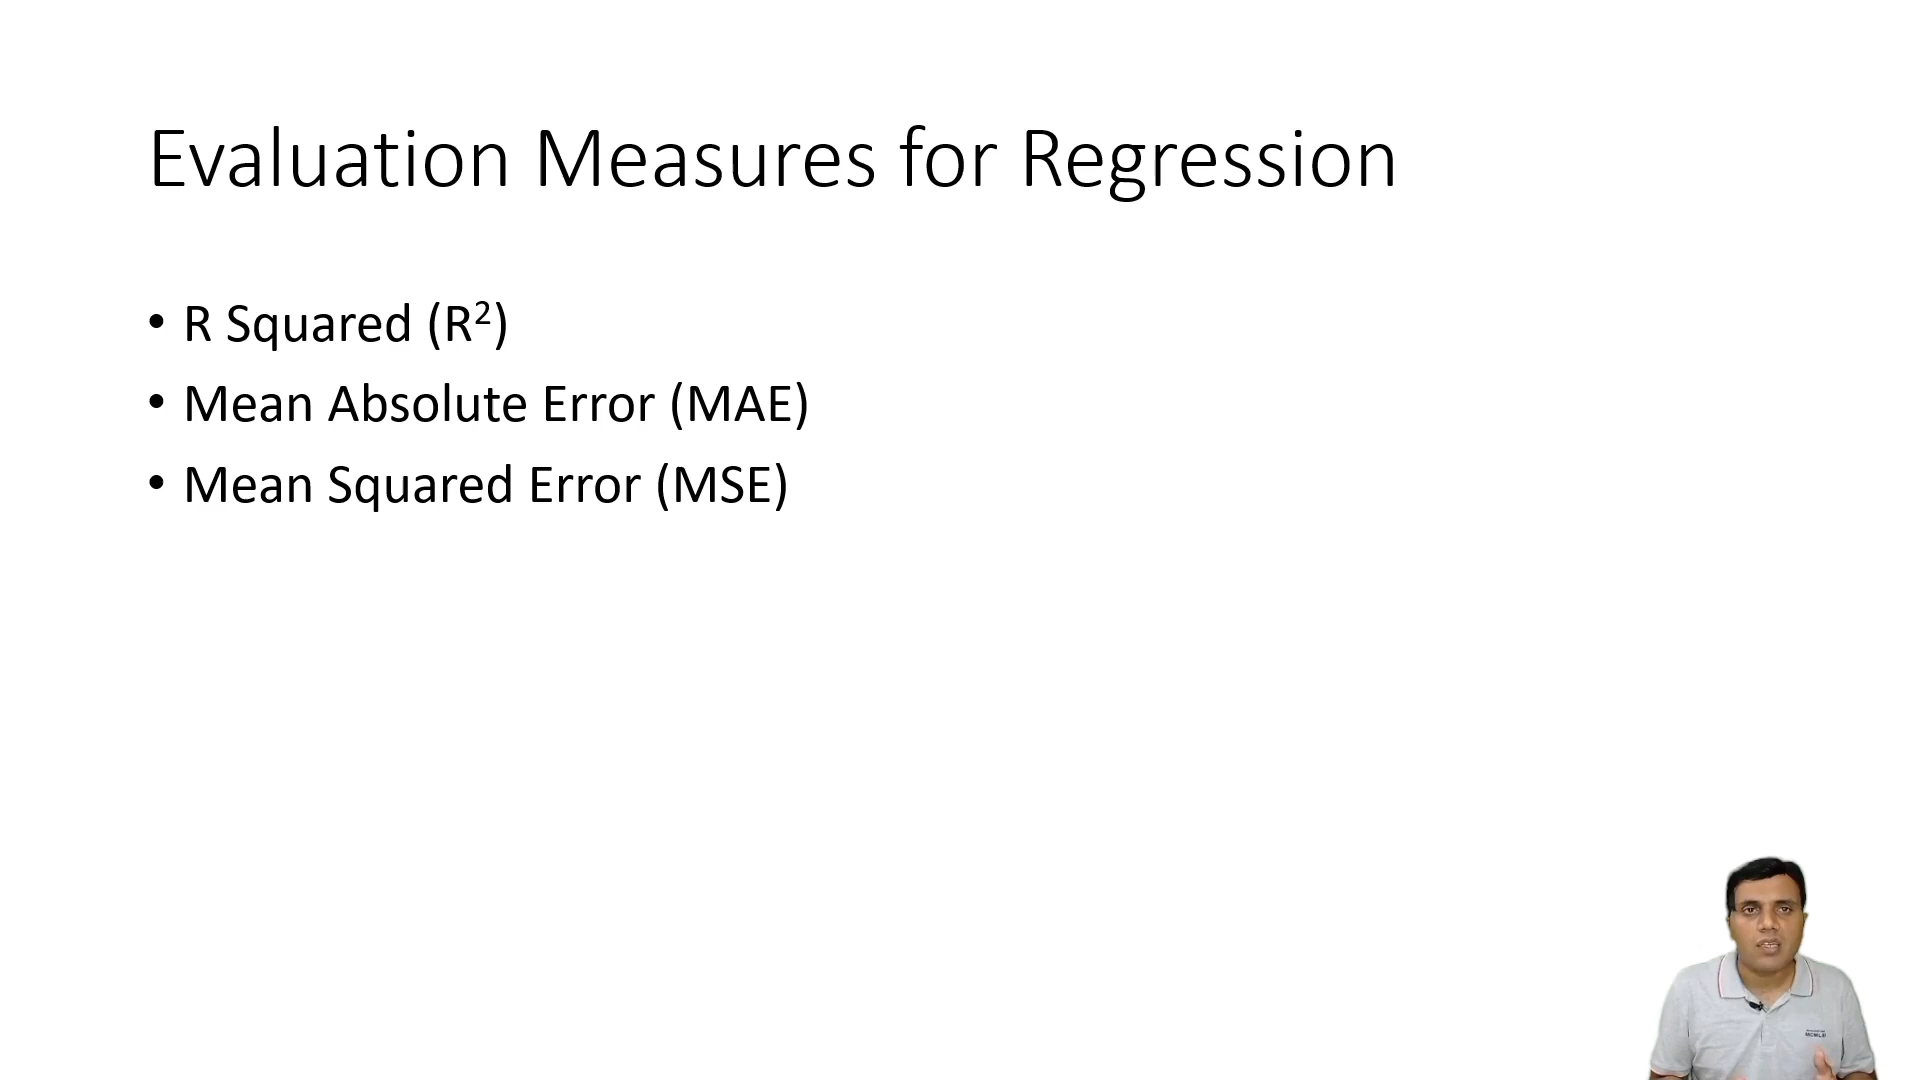 Evaluation Measures for Regression
• R Squared (R²)
• Mean Absolute Error (MAE)
• Mean Squared Error (MSE)